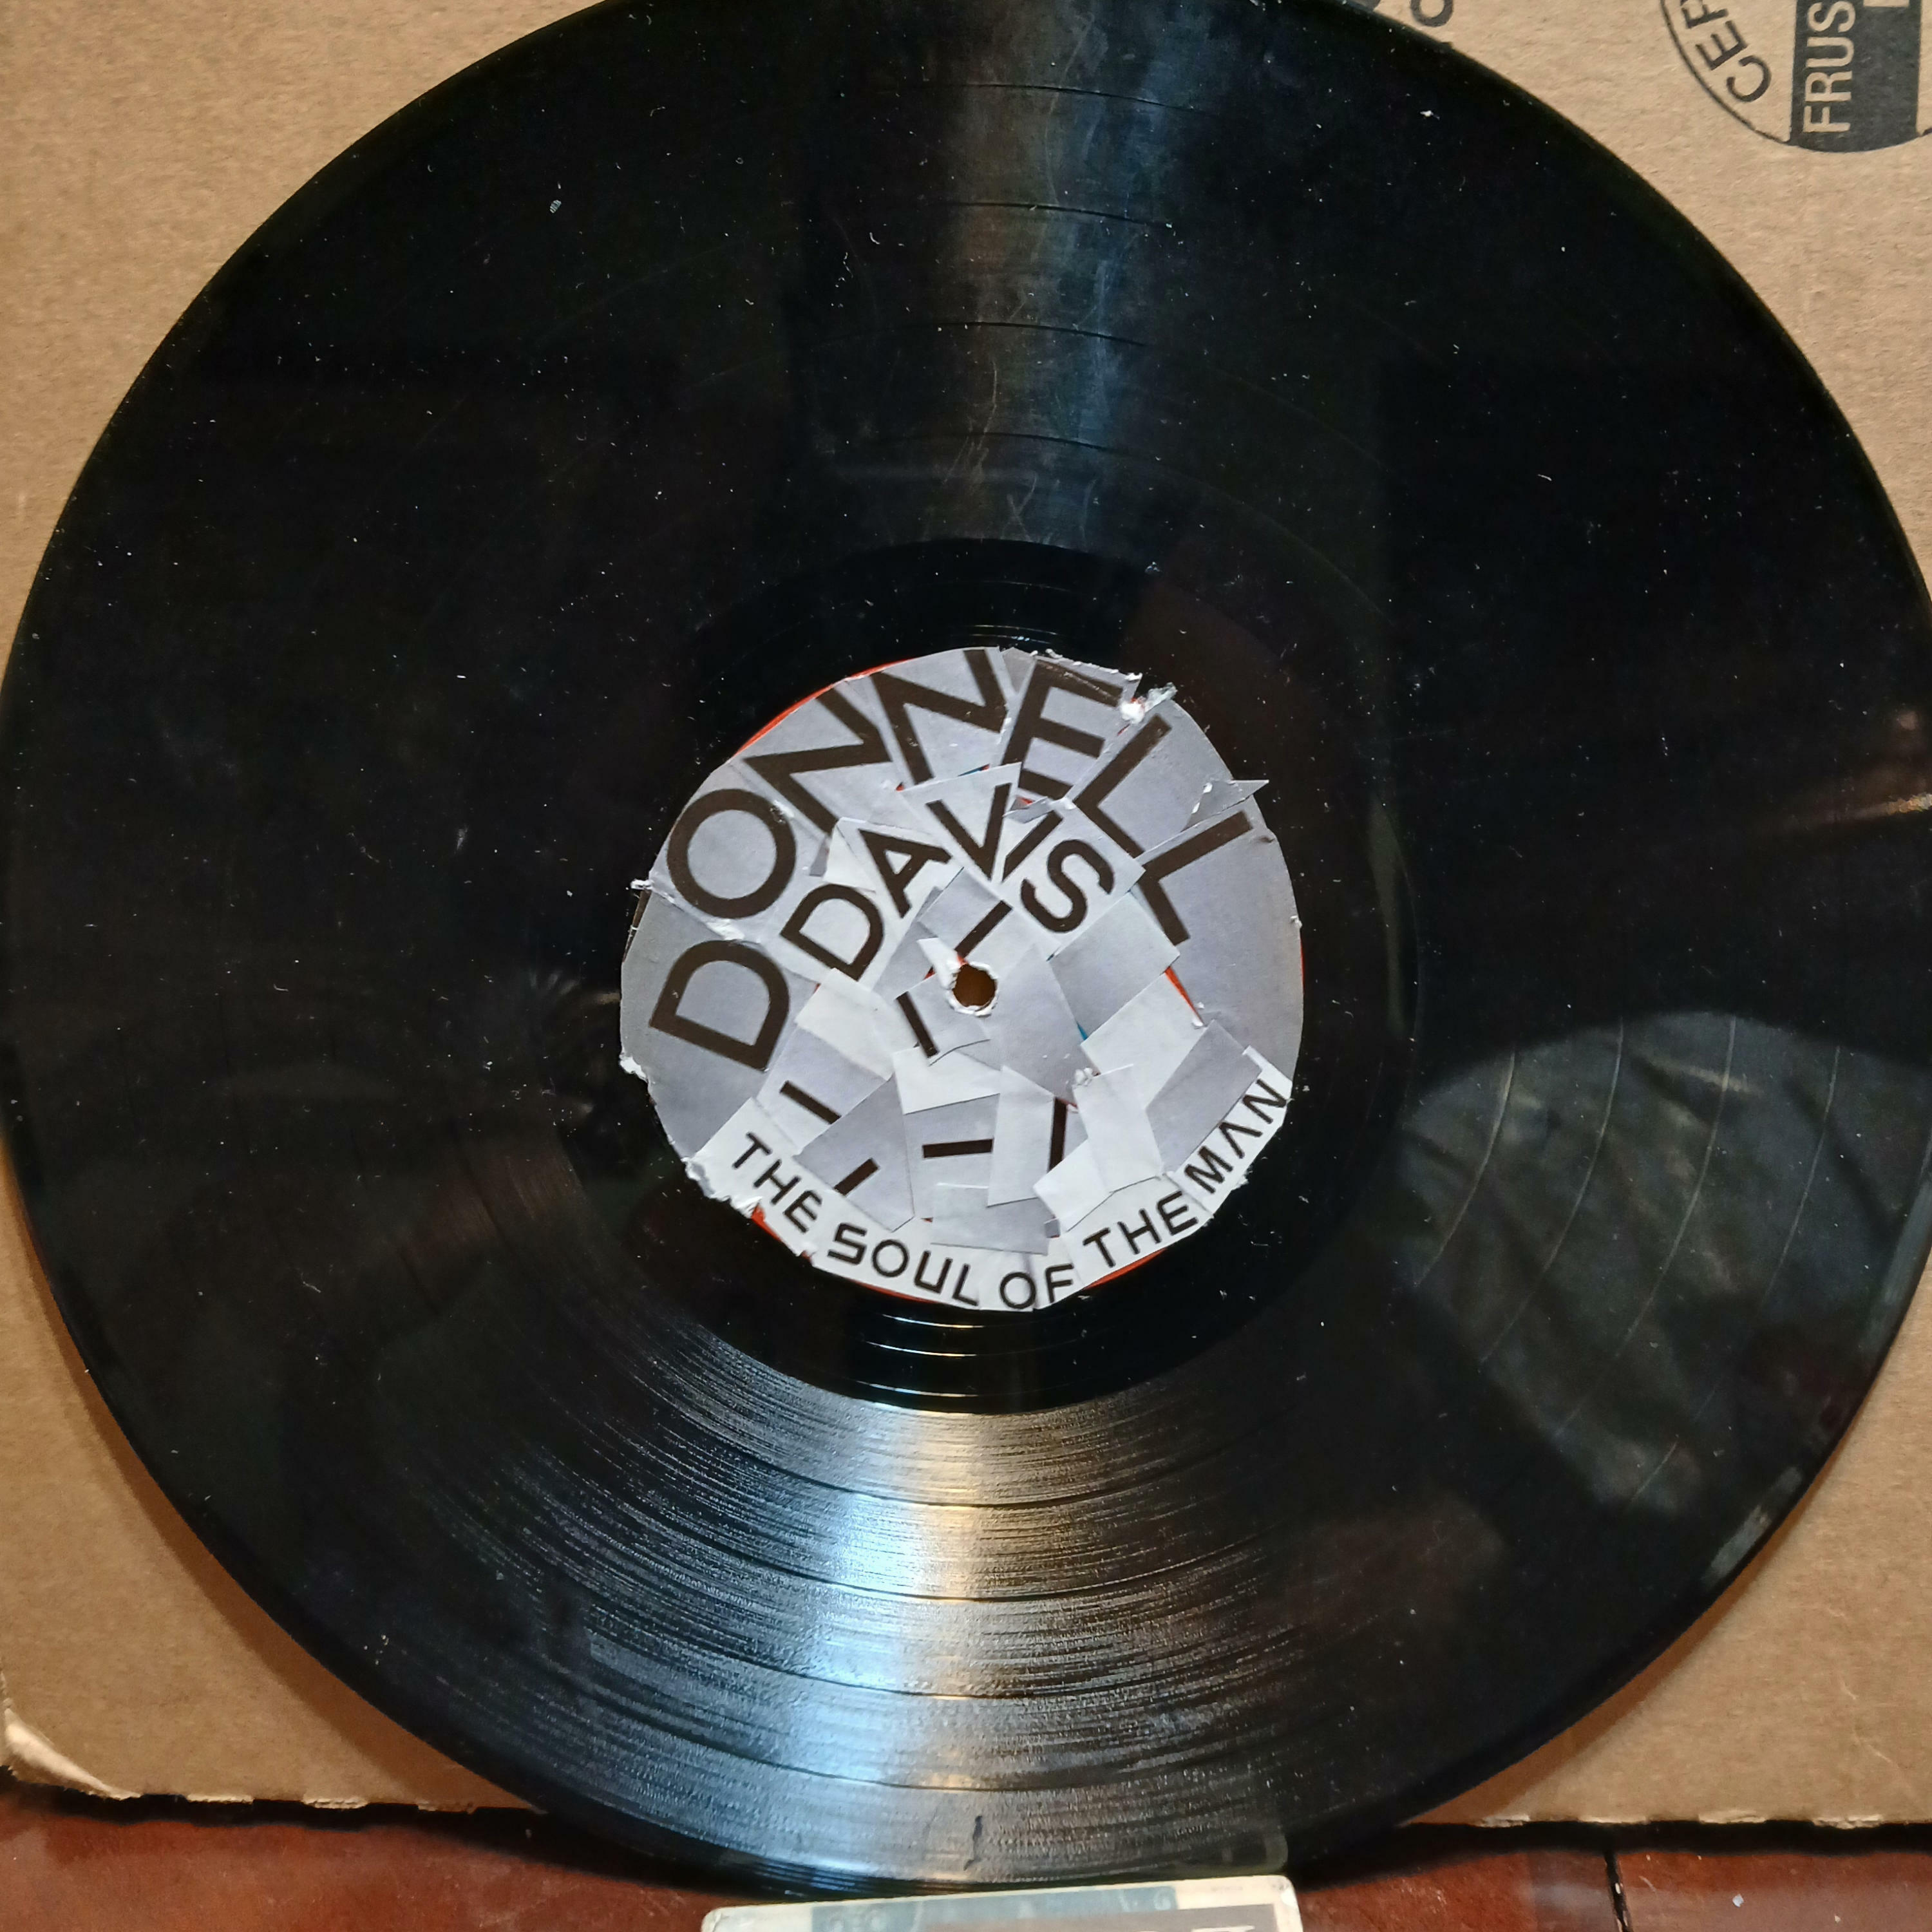 DONNELL
DAVIS
THE SOUL OF THE MAN
FRUS